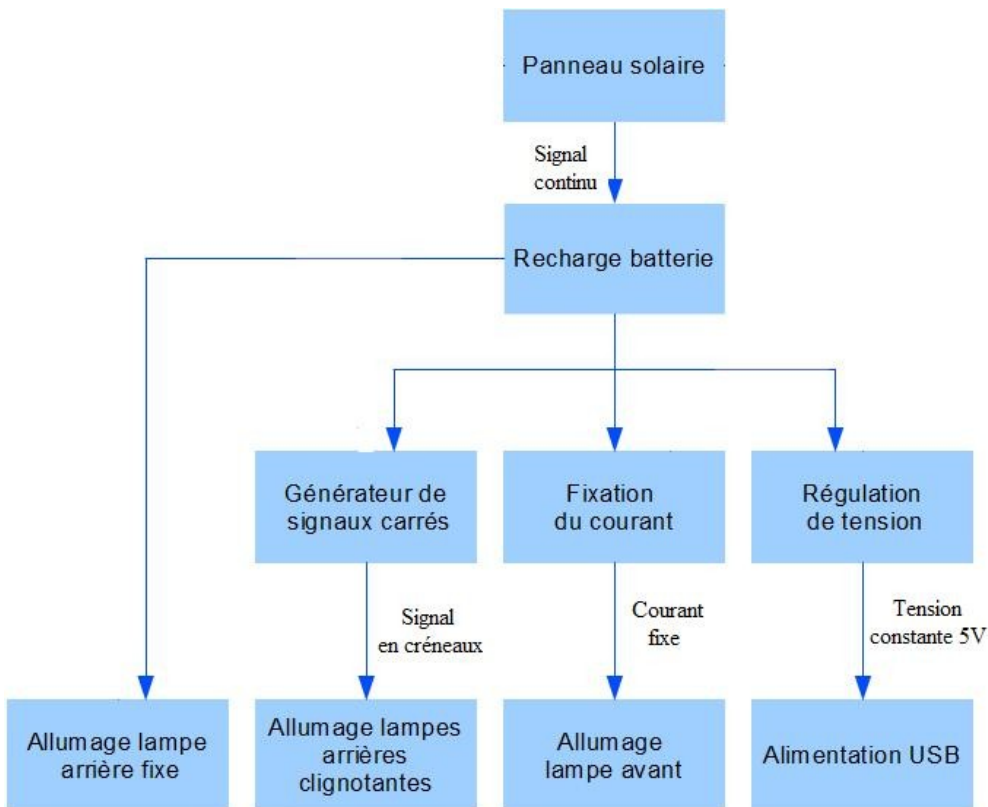 Panneau solaire
Signal
continu
Recharge batterie
Générateur de
signaux carrés
Fixation
du courant
Régulation
de tension
Signal
en créneaux
Courant
fixe
Tension
constante 5V
Allumage lampe
arrière fixe
Allumage lampes
arrières
clignotantes
Allumage
lampe avant
Alimentation USB